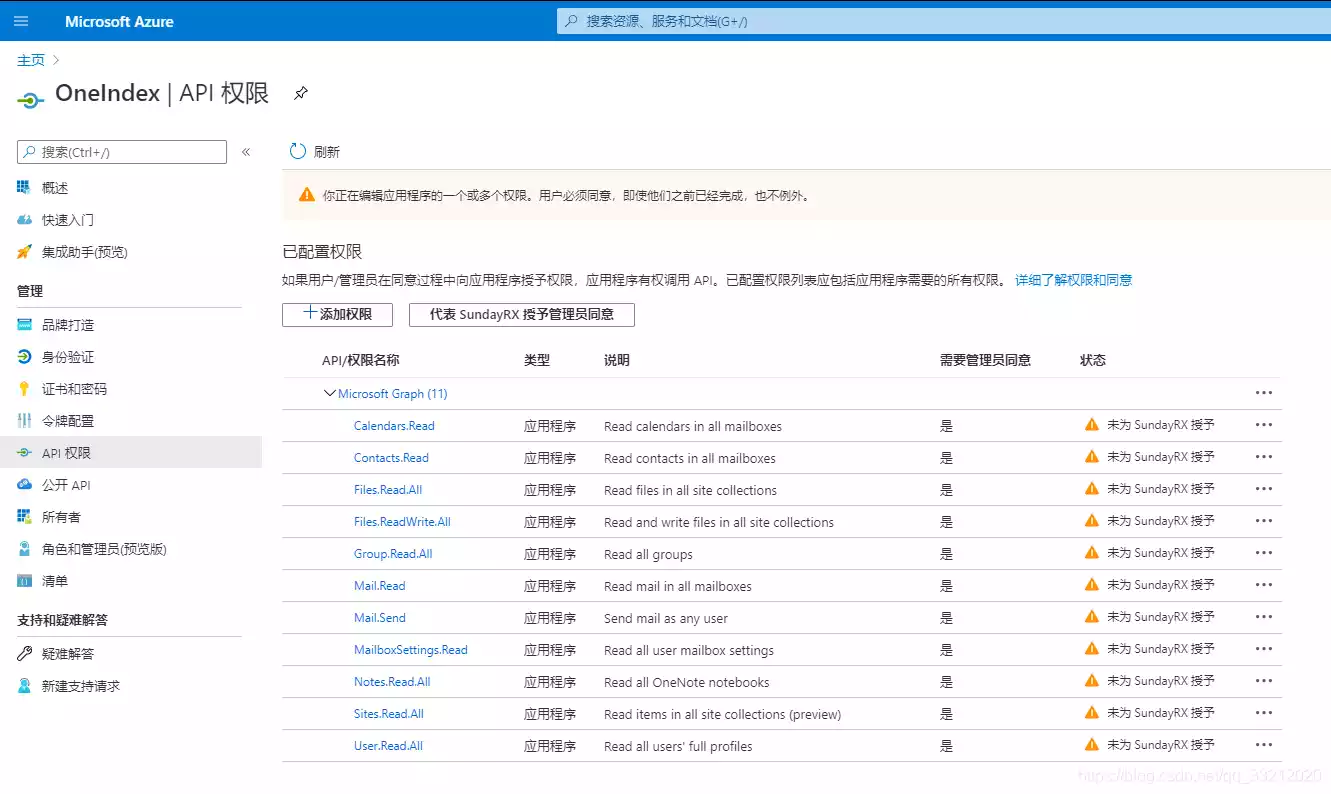 Microsoft Azure
搜索资源、服务和文档(G+/)
主页
OneIndex | API 权限
搜索(Ctrl+/)
«
概述
快速入门
集成助手(预览)
管理
品牌打造
身份验证
证书和密码
令牌配置
API 权限
公开 API
所有者
角色和管理员(预览版)
清单
支持和疑难解答
疑难解答
新建支持请求
刷新
你正在编辑应用程序的一个或多个权限。用户必须同意，即使他们之前已经完成，也不例外。
已配置权限
如果用户/管理员在同意过程中向应用程序授予权限，应用程序有权调用 API。已配置权限列表应包括应用程序需要的所有权限。 详细了解权限和同意
添加权限 代表 SundayRX 授予管理员同意
API/权限名称 类型 说明 需要管理员同意 状态
Microsoft Graph (11)
Calendars.Read 应用程序 Read calendars in all mailboxes 是 未为 SundayRX 授予
Contacts.Read 应用程序 Read contacts in all mailboxes 是 未为 SundayRX 授予
Files.Read.All 应用程序 Read files in all site collections 是 未为 SundayRX 授予
Files.ReadWrite.All 应用程序 Read and write files in all site collections 是 未为 SundayRX 授予
Group.Read.All 应用程序 Read all groups 是 未为 SundayRX 授予
Mail.Read 应用程序 Read mail in all mailboxes 是 未为 SundayRX 授予
Mail.Send 应用程序 Send mail as any user 是 未为 SundayRX 授予
MailboxSettings.Read 应用程序 Read all user mailbox settings 是 未为 SundayRX 授予
Notes.Read.All 应用程序 Read all OneNote notebooks 是 未为 SundayRX 授予
Sites.Read.All 应用程序 Read items in all site collections (preview) 是 未为 SundayRX 授予
User.Read.All 应用程序 Read all users' full profiles 是 未为 SundayRX 授予
https://blog.csdn.net/qq_33212020